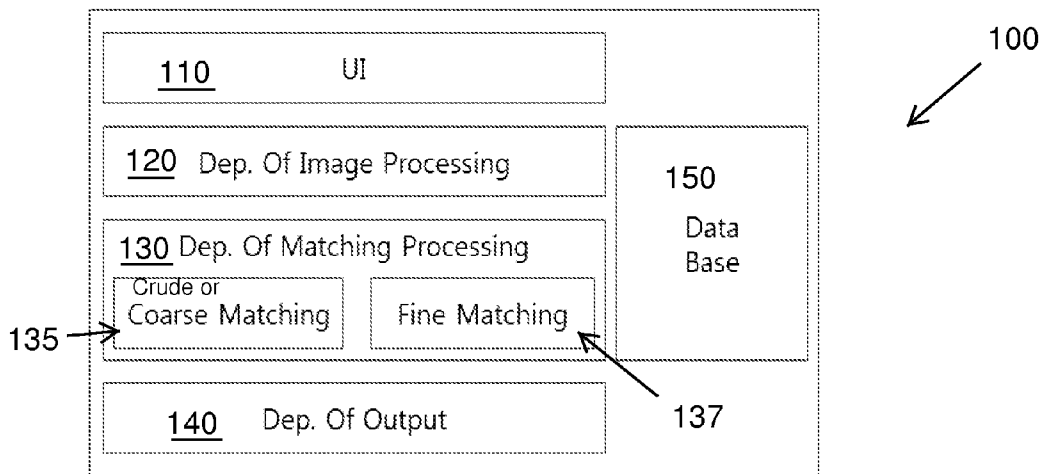 100
110 UI
120 Dep. Of Image Processing
150
Data
Base
130 Dep. Of Matching Processing
Crude or
Coarse Matching
Fine Matching
135
137
140 Dep. Of Output